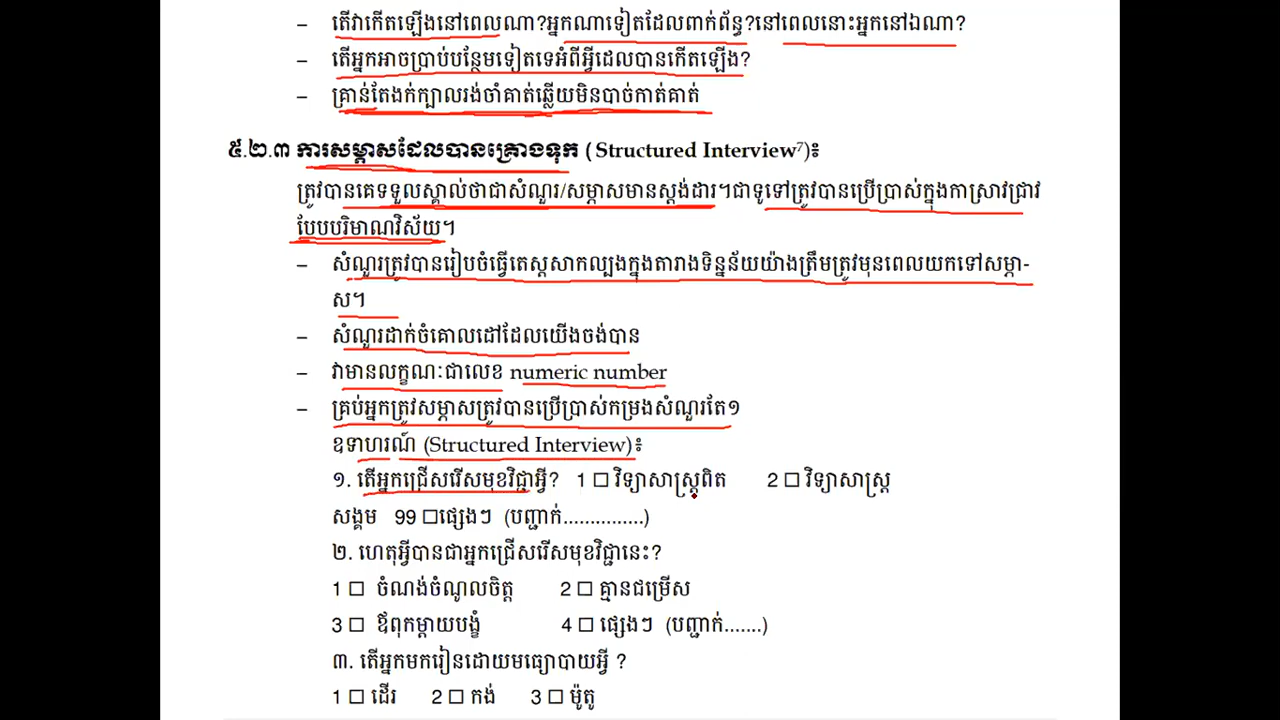 – តើវាកើតឡើងនៅពេលណា?អ្នកណាទៀតដែលពាក់ព័ន្ធ?នៅពេលនោះអ្នកនៅឯណា?
– តើអ្នកអាចប្រាប់បន្ថែមទៀតទេអំពីអ្វីដែលបានកើតឡើង?
– គ្រាន់តែងក់ក្បាលរង់ចាំគាត់ឆ្លើយមិនបាច់កាត់គាត់
៥.២.៣ ការសម្ភាសដែលបានគ្រោងទុក ( Structured Interview⁷)៖
ត្រូវបានគេទទួលស្គាល់ថាជាសំណួរ/សម្ភាសមានស្តង់ដារ។ជាទូទៅត្រូវបានប្រើប្រាស់ក្នុងកាស្រាវជ្រាវ
បែបបរិមាណវិស័យ។
– សំណួរត្រូវបានរៀបចំធ្វើតេស្តសាកល្បងក្នុងតារាងទិន្នន័យយ៉ាងត្រឹមត្រូវមុនពេលយកទៅសម្ភា-
ស។
– សំណួរដាក់ចំគោលដៅដែលយើងចង់បាន
– វាមានលក្ខណៈជាលេខ numeric number
– គ្រប់អ្នកត្រូវសម្ភាសត្រូវបានប្រើប្រាស់កម្រងសំណួរតែ១
ឧទាហរណ៍ (Structured Interview)៖
១. តើអ្នកជ្រើសរើសមុខវិជ្ជាអ្វី? 1 ☐ វិទ្យាសាស្ត្រពិត 2 ☐ វិទ្យាសាស្ត្រ
សង្គម 99 ☐ផ្សេងៗ (បញ្ជាក់...............)
២. ហេតុអ្វីបានជាអ្នកជ្រើសរើសមុខវិជ្ជានេះ?
1 ☐ ចំណង់ចំណូលចិត្ត 2 ☐ គ្មានជម្រើស
3 ☐ ឪពុកម្តាយបង្ខំ 4 ☐ ផ្សេងៗ (បញ្ជាក់.......)
៣. តើអ្នកមករៀនដោយមធ្យោបាយអ្វី ?
1 ☐ ដើរ 2 ☐ កង់ 3 ☐ ម៉ូតូ